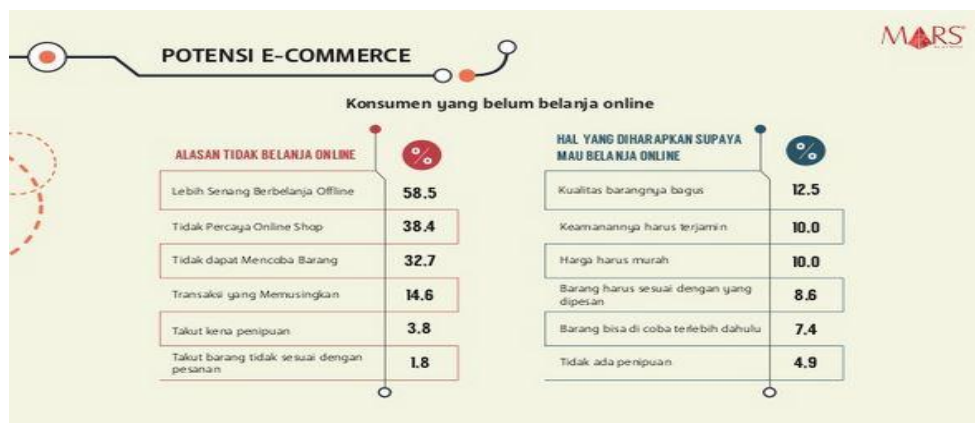 MARS
POTENSI E-COMMERCE
Konsumen yang belum belanja online
ALASAN TIDAK BELANJA ONLINE %
Lebih Senang Berbelanja Offline 58.5
Tidak Percaya Online Shop 38.4
Tidak dapat Mencoba Barang 32.7
Transaksi yang Memusingkan 14.6
Takut kena penipuan 3.8
Takut barang tidak sesuai dengan
pesanan 1.8
HAL YANG DIHARAPKAN SUPAYA
MAU BELANJA ONLINE %
Kualitas barangnya bagus 12.5
Keamanannya harus terjamin 10.0
Harga harus murah 10.0
Barang harus sesuai dengan yang
dipesan 8.6
Barang bisa di coba terlebih dahulu 7.4
Tidak ada penipuan 4.9